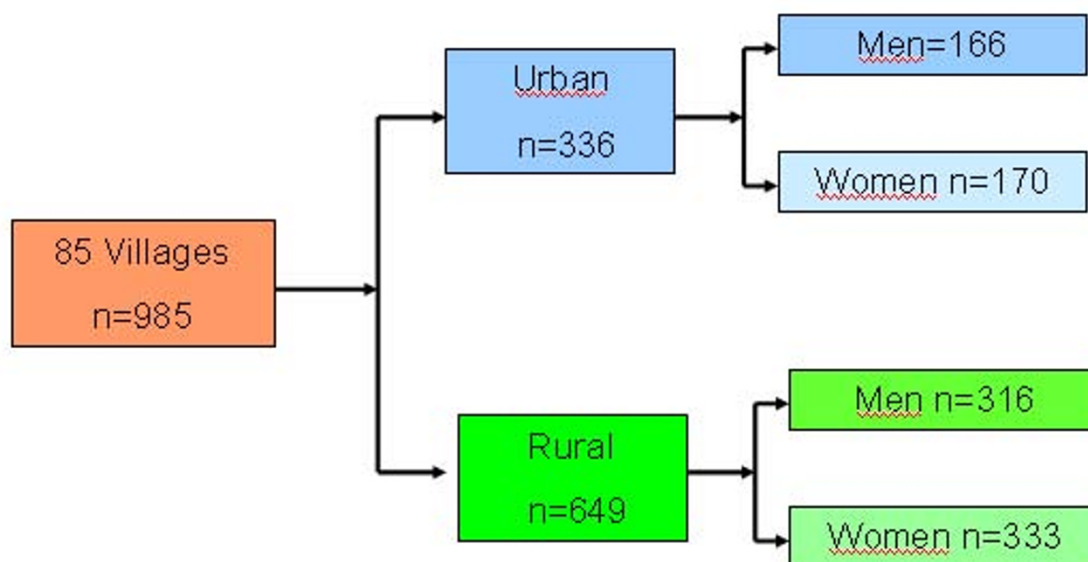 85 Villages
n=985
Urban
n=336
Men=166
Women n=170
Rural
n=649
Men n=316
Women n=333